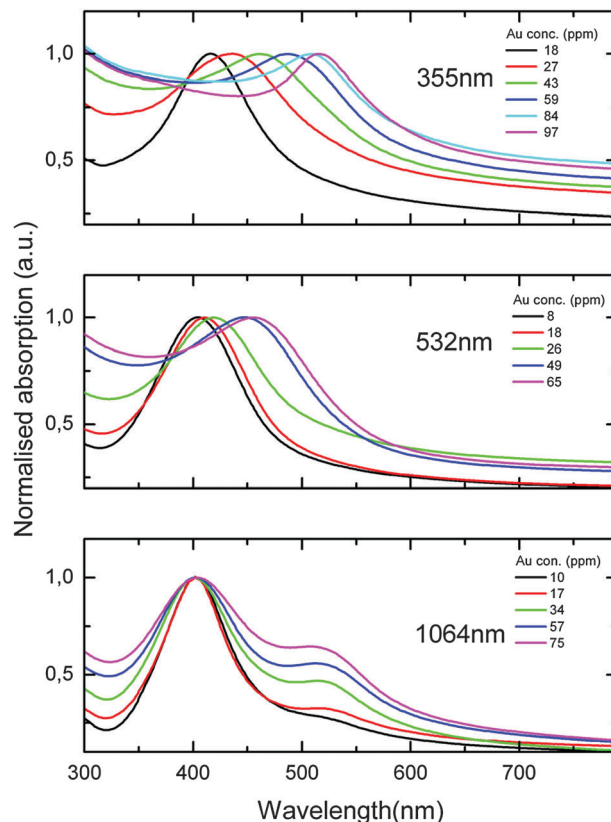 Normalised absorption (a.u.)
1,0
0,5
355nm
Au conc. (ppm)
18
27
43
59
84
97
1,0
0.5
532nm
Au conc. (ppm)
8
18
26
49
65
1,0
0,5
1064nm
Au con. (ppm)
10
17
34
57
75
300 400 500 600 700
Wavelength(nm)